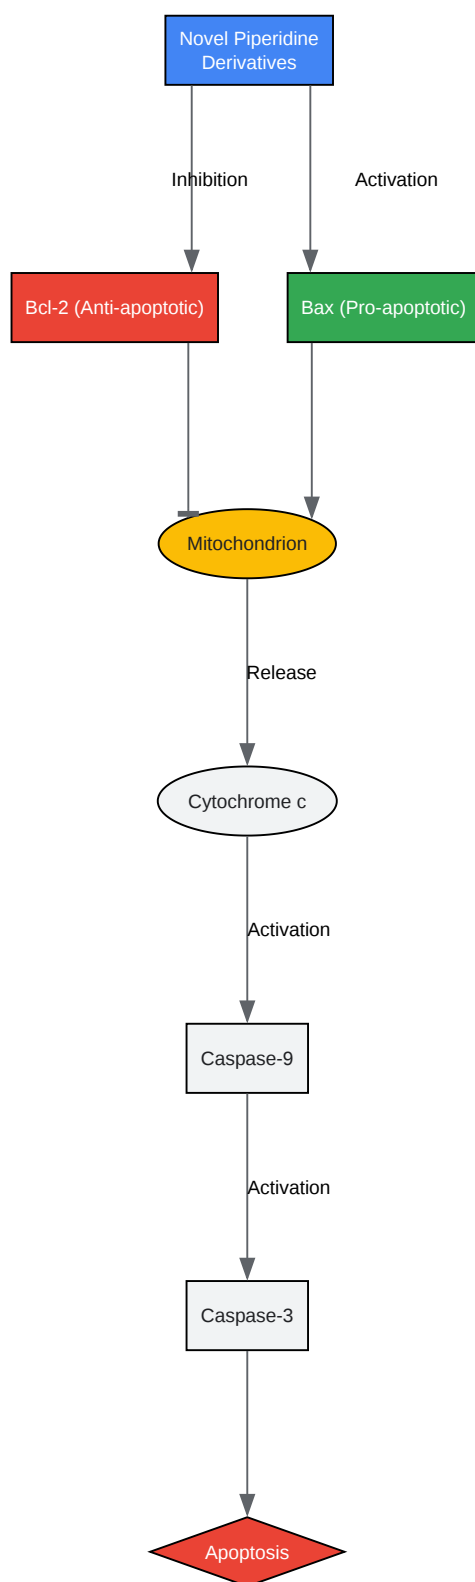 Novel Piperidine
Derivatives
Inhibition
Activation
Bcl-2 (Anti-apoptotic)
Bax (Pro-apoptotic)
Mitochondrion
Release
Cytochrome c
Activation
Caspase-9
Activation
Caspase-3
Apoptosis